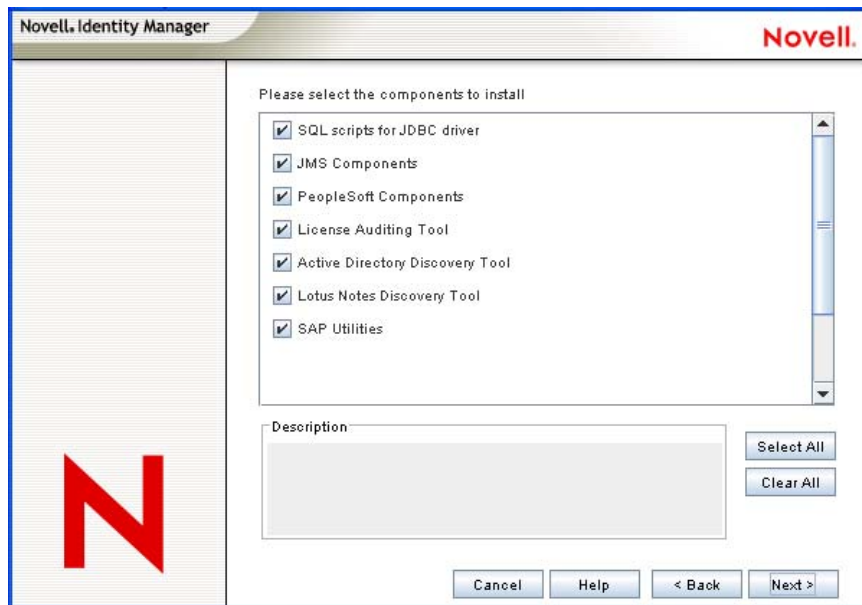 Novell. Identity Manager
Novell.
Please select the components to install
SQL scripts for JDBC driver
JMS Components
PeopleSoft Components
License Auditing Tool
Active Directory Discovery Tool
Lotus Notes Discovery Tool
SAP Utilities
Description
Select All
Clear All
N
Cancel
Help
< Back
Next >